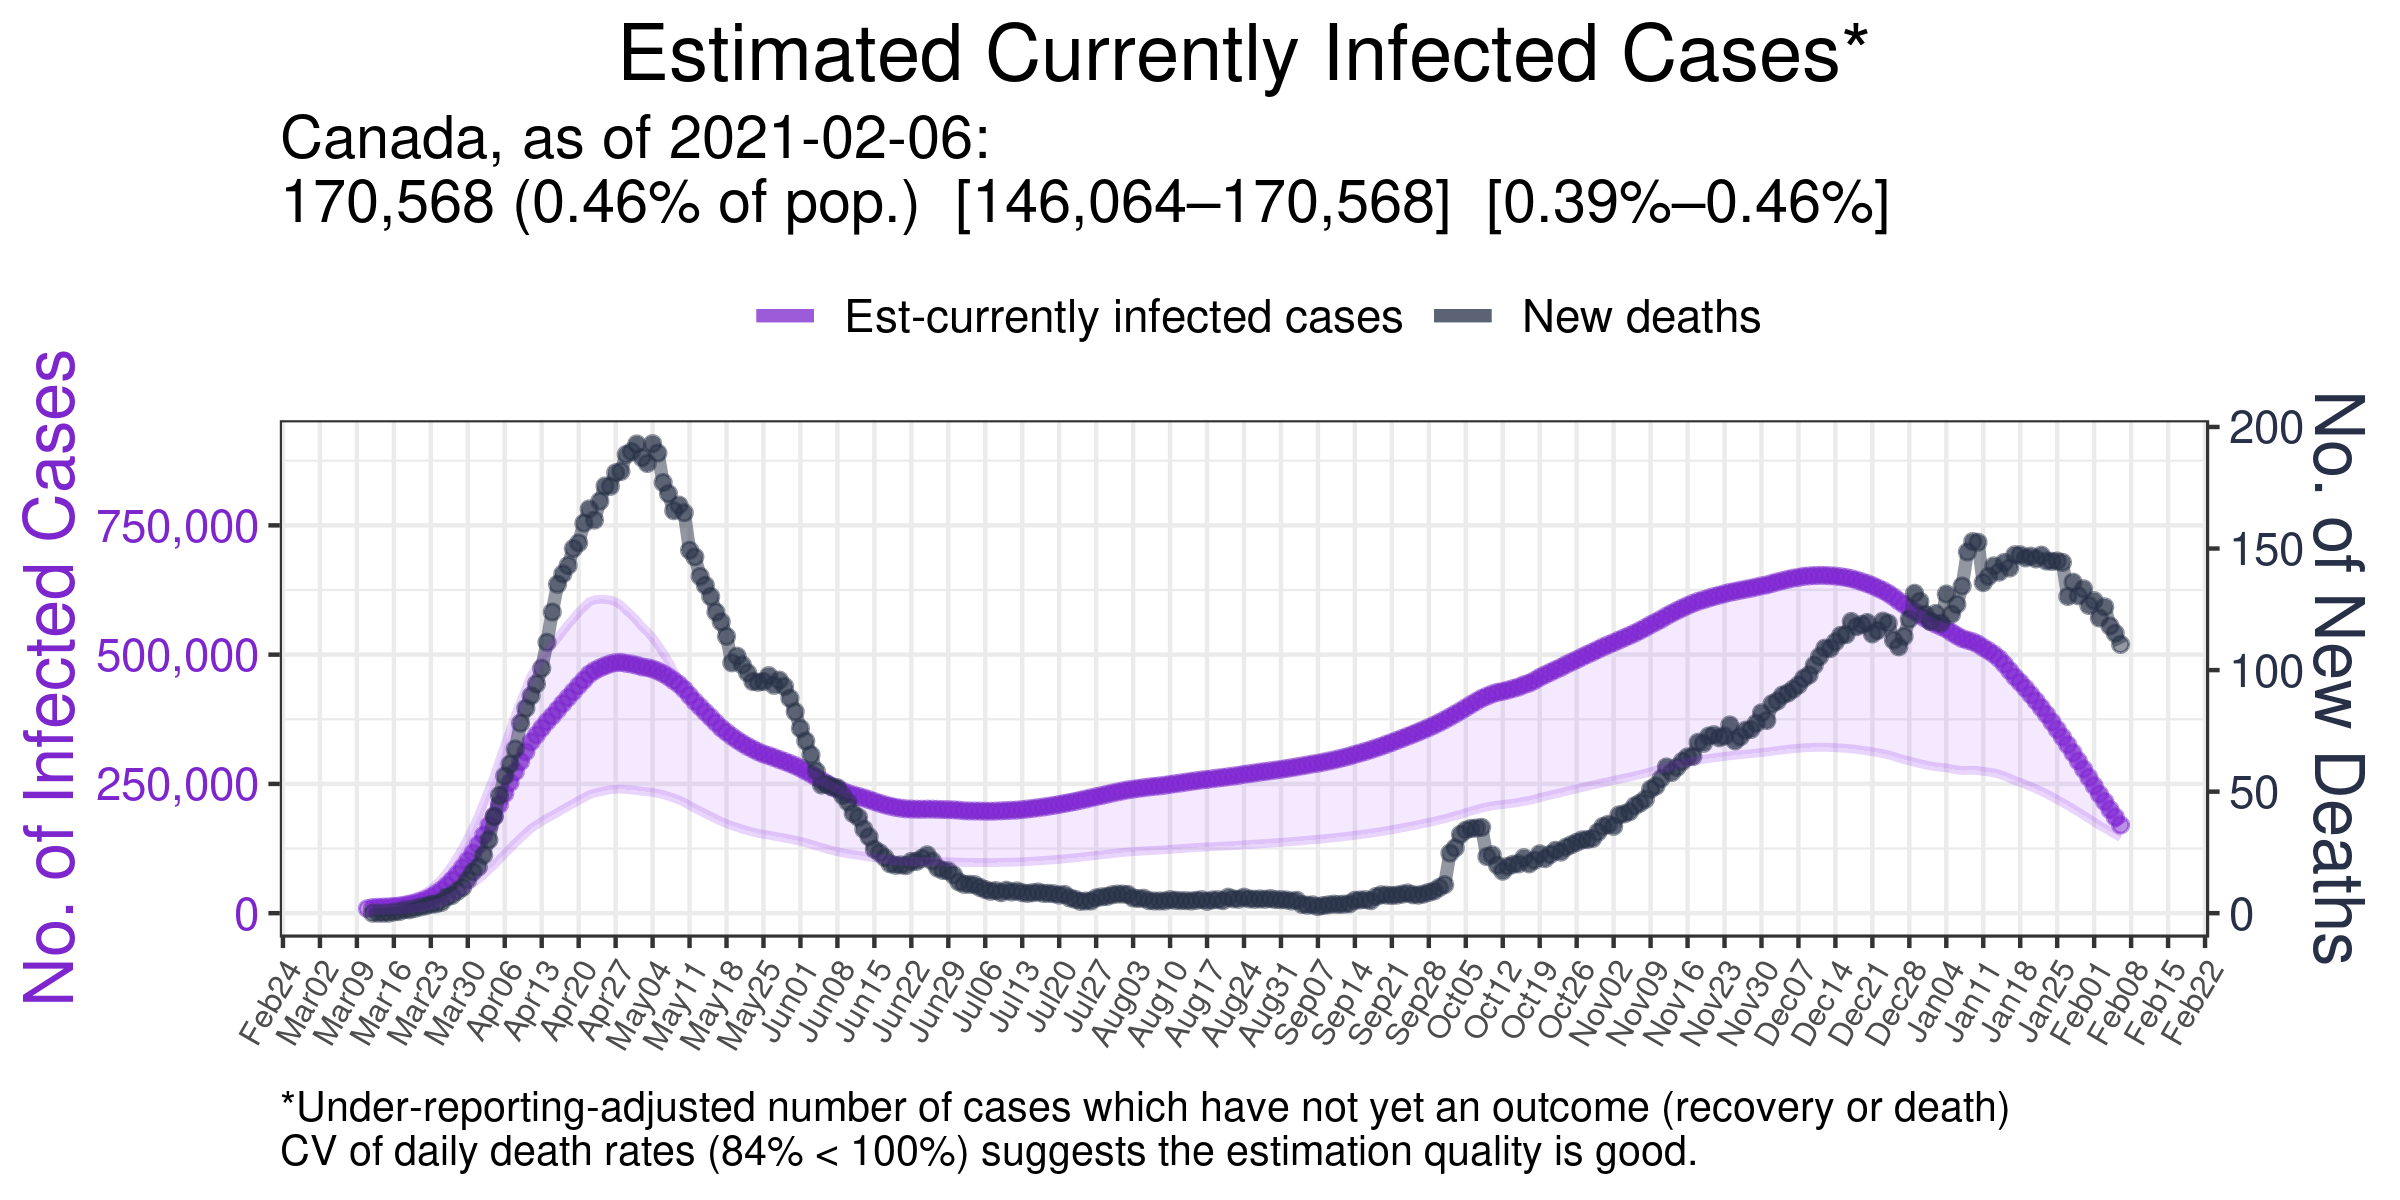 Estimated Currently Infected Cases*
Canada, as of 2021-02-06:
170,568 (0.46% of pop.) [146,064–170,568] [0.39%–0.46%]
Est-currently infected cases New deaths
No. of Infected Cases
750,000
500,000
250,000
0
200
150
100
50
0
No. of New Deaths
Feb24 Mar02 Mar09 Mar16 Mar23 Mar30 Apr06 Apr13 Apr20 Apr27 May04 May11 May18 May25 Jun01 Jun08 Jun15 Jun22 Jun29 Jul06 Jul13 Jul20 Jul27 Aug03 Aug10 Aug17 Aug24 Aug31 Sep07 Sep14 Sep21 Sep28 Oct05 Oct12 Oct19 Oct26 Nov02 Nov09 Nov16 Nov23 Nov30 Dec07 Dec14 Dec21 Dec28 Jan04 Jan11 Jan18 Jan25 Feb01 Feb08 Feb15 Feb22
*Under-reporting-adjusted number of cases which have not yet an outcome (recovery or death)
CV of daily death rates (84% < 100%) suggests the estimation quality is good.